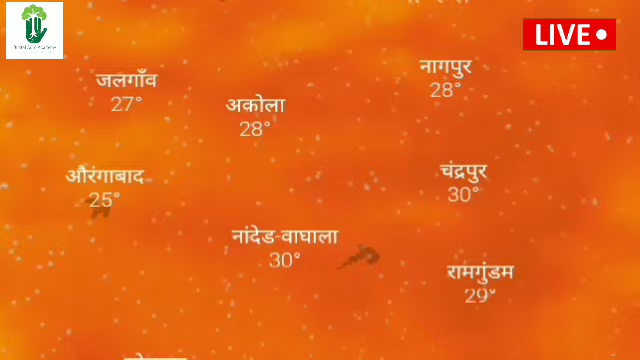 LIVE
नागपुर
28°
जलगाँव
27°
अकोला
28°
औरंगाबाद
25°
चंद्रपुर
30°
नांदेड-वाघाला
30°
रामगुंडम
29°